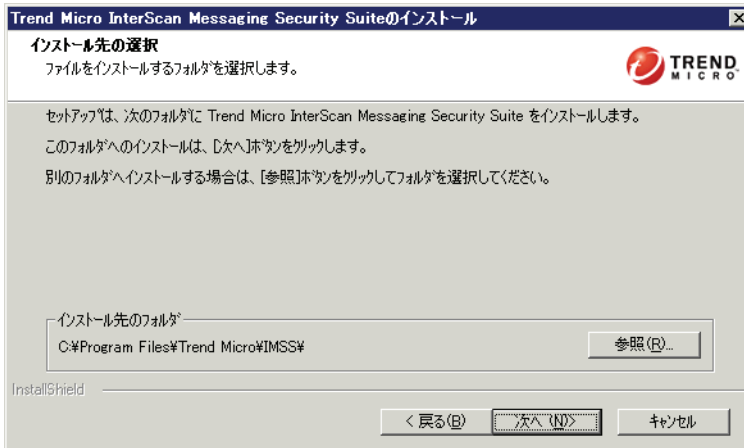 Trend Micro InterScan Messaging Security Suiteのインストール
インストール先の選択
ファイルをインストールするフォルダを選択します。
TREND
MICRO
セットアップは、次のフォルダに Trend Micro InterScan Messaging Security Suite をインストールします。
このフォルダへのインストールは、[次へ]ボタンをクリックします。
別のフォルダへインストールする場合は、[参照]ボタンをクリックしてフォルダを選択してください。
インストール先のフォルダ
C:¥Program Files¥Trend Micro¥IMSS¥
参照(R)...
InstallShield
< 戻る(B)
次へ(N)>
キャンセル